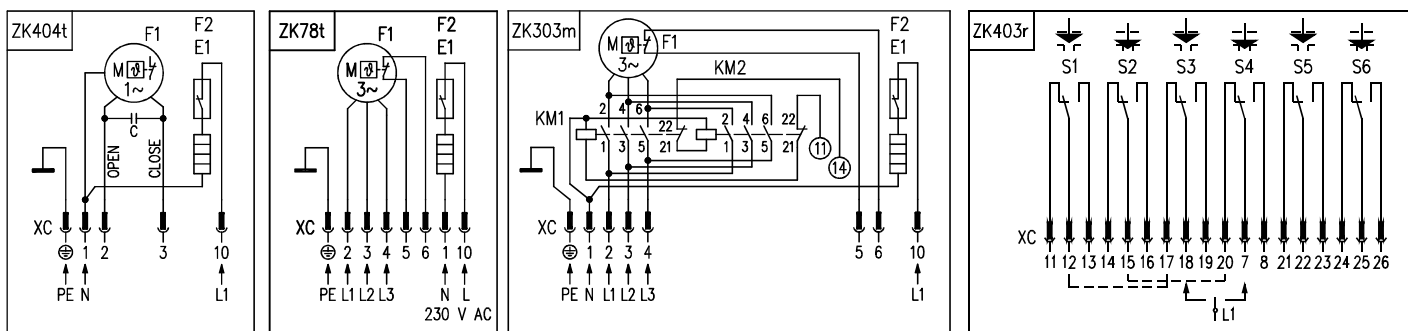 ZK404t
F1
F2
E1
M ϑ
1~
C
OPEN
CLOSE
XC
1 2 3 10
PE N L1
ZK78t
F1
F2
E1
M ϑ
3~
XC
2 3 4 5 6 1 10
PE L1 L2 L3 N L
230 V AC
ZK303m
F1
F2
E1
M ϑ
3~
KM2
KM1
2 4 6 22 2 4 6 22
1 3 5 21 1 3 5 21
11
14
XC
1 2 3 4 5 6 10
PE N L1 L2 L3 L1
ZK403r
S1 S2 S3 S4 S5 S6
XC
11 12 13 14 15 16 17 18 19 20 7 8 21 22 23 24 25 26
L1